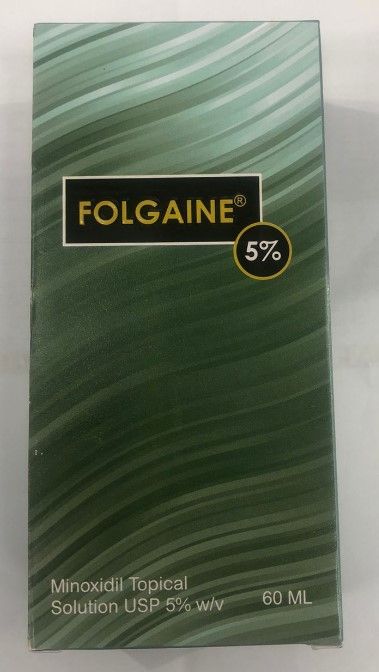 FOLGAINE®
5%
Minoxidil Topical
Solution USP 5% w/v 60 ML